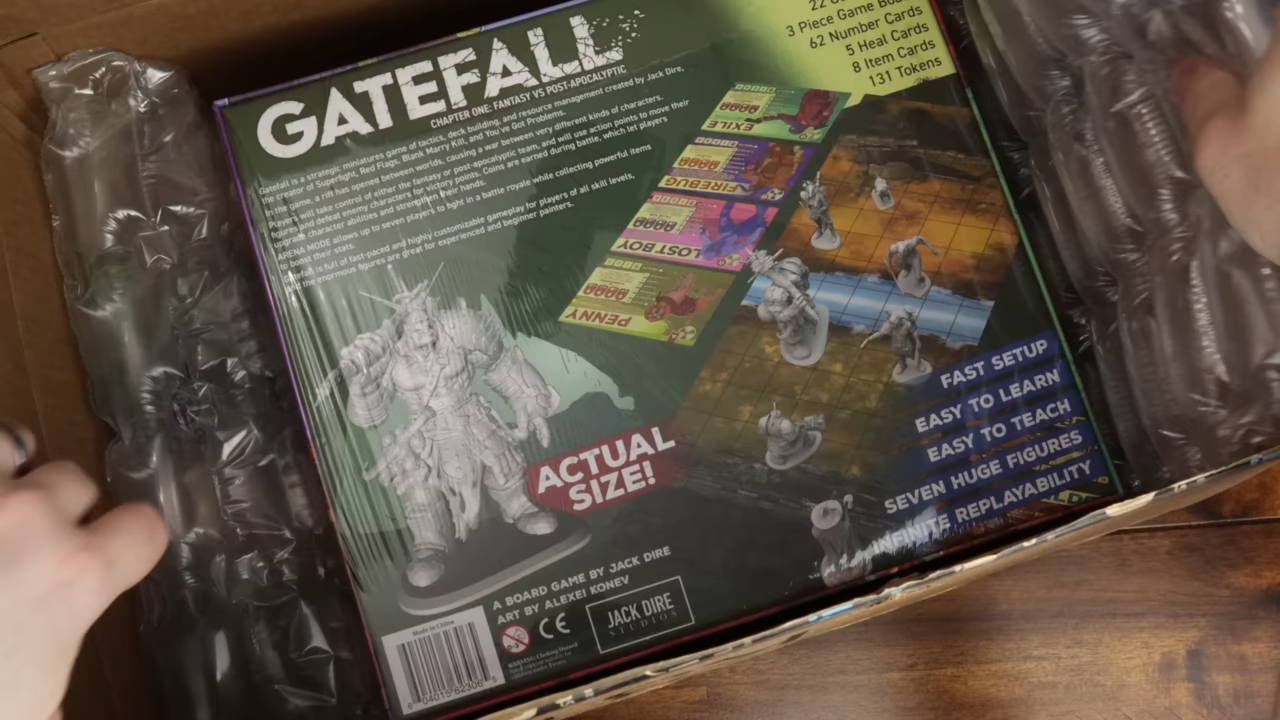 GATEFALL
CHAPTER ONE: FANTASY VS POST-APOCALYPTIC
Gatefall is a strategic miniatures game of tactics, deck building, and resource management created by Jack Dire,
creator of Superfight, Red Flags, Blank Marry Kill, and You've Got Problems.
In the game, a rift has opened between worlds, causing a war between very different kinds of characters.
Players will take control of either the fantasy or post-apocalyptic team, and will use action points to move their
figures and defeat enemy characters for victory points. Coins are earned during battle, which let players
upgrade character abilities and strengthen their hands.
ARENA MODE allows up to seven players to fight in a battle royale while collecting powerful items
to boost their stats.
Gatefall is full of fast-paced and highly customizable gameplay for players of all skill levels,
and the enormous figures are great for experienced and beginner painters.
22
3 Piece Game
62 Number Cards
5 Heal Cards
8 Item Cards
131 Tokens
EXILE
FIREBUG
LOST BOY
PENNY
ACTUAL
SIZE!
FAST SETUP
EASY TO LEARN
EASY TO TEACH
SEVEN HUGE FIGURES
INFINITE REPLAYABILITY
A BOARD GAME BY JACK DIRE
ART BY ALEXEI KONEV
JACK DIRE
STUDIOS
CE
0-3
Made in China
WARNING: Choking Hazard
6 04015 82306 5